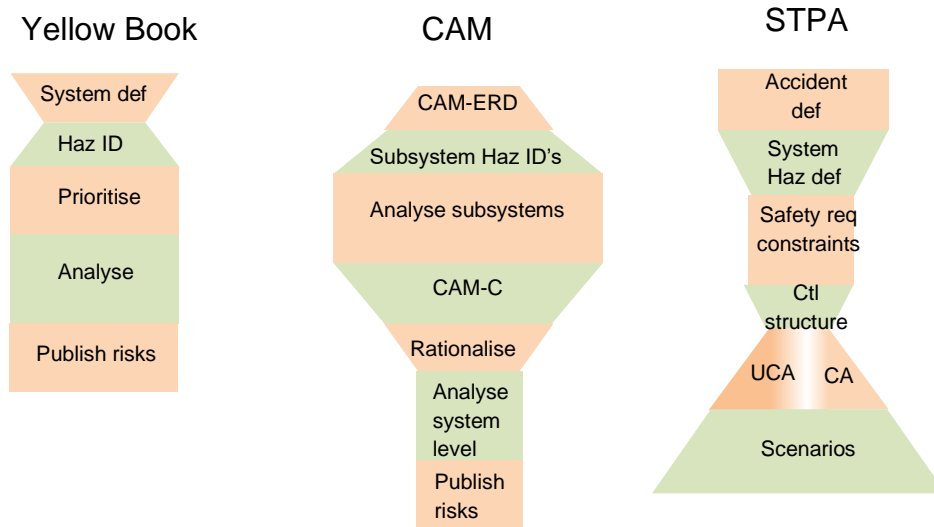 Yellow Book
System def
Haz ID
Prioritise
Analyse
Publish risks
CAM
CAM-ERD
Subsystem Haz ID's
Analyse subsystems
CAM-C
Rationalise
Analyse
system
level
Publish
risks
STPA
Accident
def
System
Haz def
Safety req
constraints
Ctl
structure
UCA
CA
Scenarios